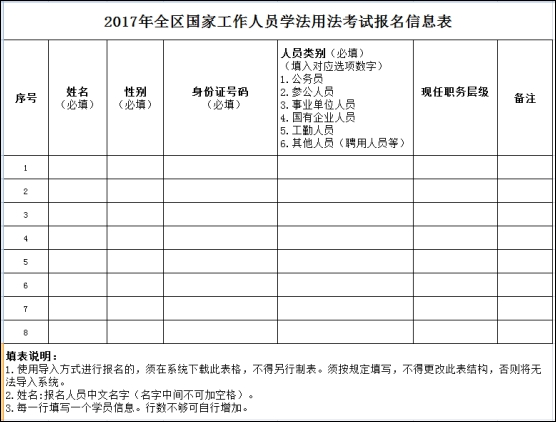 2017年全区国家工作人员学法用法考试报名信息表
序号
姓名
（必填）
性别
（必填）
身份证号码
（必填）
人员类别（必填）
（填入对应选项数字）
1.公务员
2.参公人员
3.事业单位人员
4.国有企业人员
5.工勤人员
6.其他人员（聘用人员等）
现任职务层级
备注
1
2
3
4
5
6
7
8
填表说明：
1.使用导入方式进行报名的，须在系统下载此表格，不得另行制表。须按规定填写，不得更改此表结构，否则将无
法导入系统。
2.姓名:报名人员中文名字（名字中间不可加空格）。
3.每一行填写一个学员信息。行数不够可自行增加。